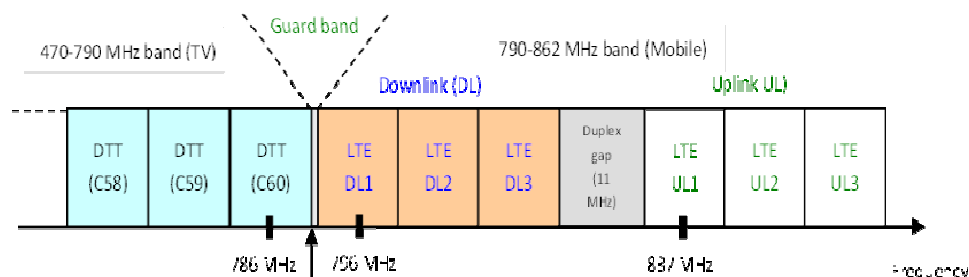 Guard band
470-790 MHz band (TV)
790-862 MHz band (Mobile)
Downlink (DL)
Uplink UL)
DTT
(C58)
DTT
(C59)
DTT
(C60)
LTE
DL1
LTE
DL2
LTE
DL3
Duplex
gap
(11
MHz)
LTE
UL1
LTE
UL2
LTE
UL3
786 MHz
796 MHz
837 MHz
Frequency